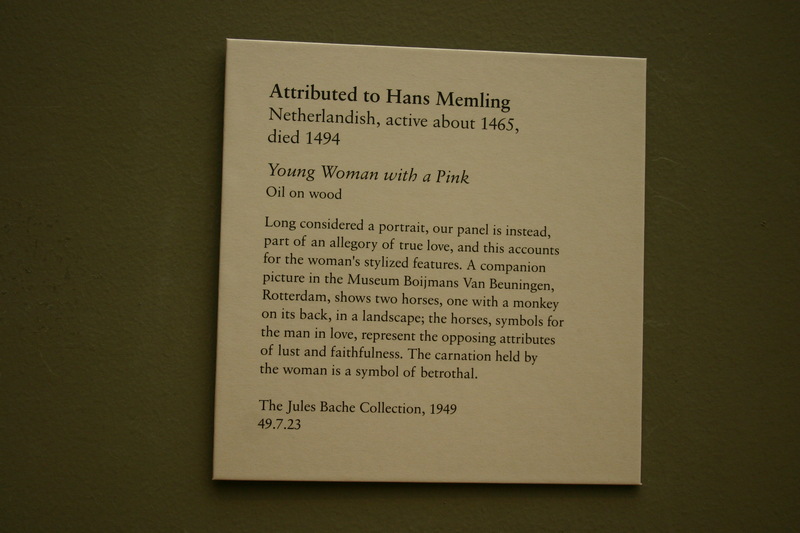 Attributed to Hans Memling
Netherlandish, active about 1465,
died 1494
Young Woman with a Pink
Oil on wood
Long considered a portrait, our panel is instead,
part of an allegory of true love, and this accounts
for the woman's stylized features. A companion
picture in the Museum Boijmans Van Beuningen,
Rotterdam, shows two horses, one with a monkey
on its back, in a landscape; the horses, symbols for
the man in love, represent the opposing attributes
of lust and faithfulness. The carnation held by
the woman is a symbol of betrothal.
The Jules Bache Collection, 1949
49.7.23